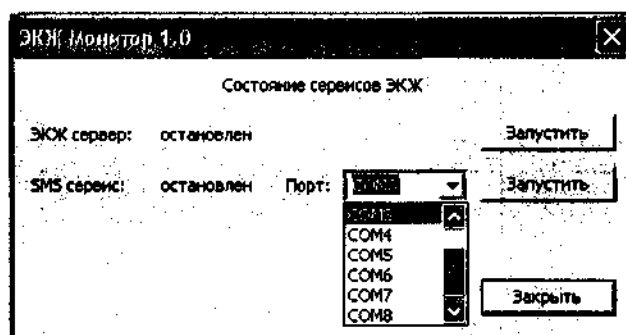 ЭКЖ Монитор 1.0
Состояние сервисов ЭКЖ
ЭКЖ сервер: остановлен Запустить
SMS сервис: остановлен Порт: Запустить
COM3
COM4
COM5
COM6
COM7
COM8
Закрыть